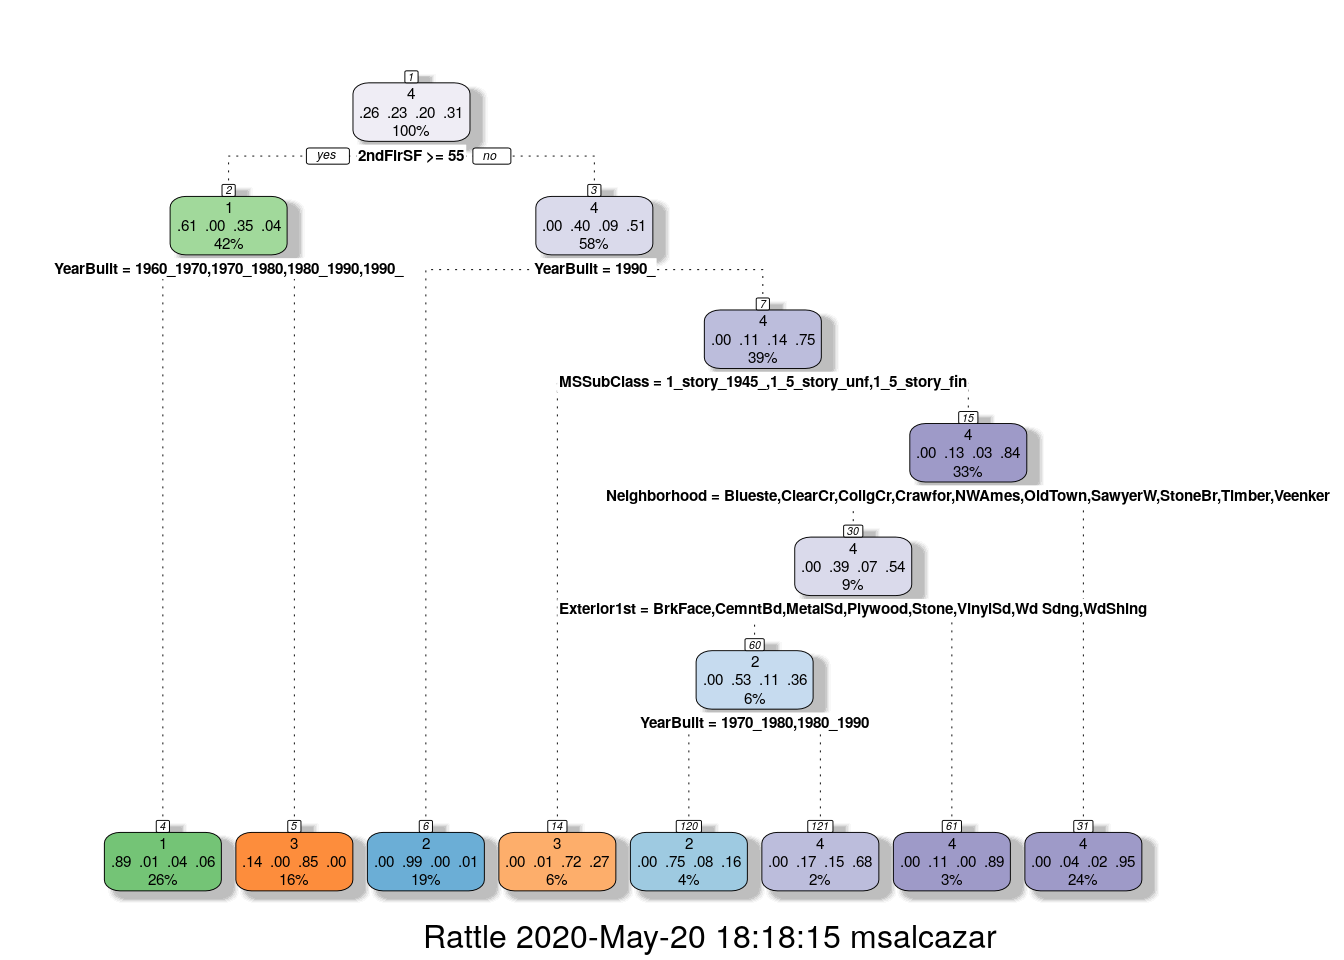 1
4
.26 .23 .20 .31
100%
yes 2ndFlrSF >= 55 no
2
1
.61 .00 .35 .04
42%
3
4
.00 .40 .09 .51
58%
YearBuilt = 1960_1970,1970_1980,1980_1990,1990_
YearBuilt = 1990_
7
4
.00 .11 .14 .75
39%
MSSubClass = 1_story_1945_,1_5_story_unf,1_5_story_fin
15
4
.00 .13 .03 .84
33%
Neighborhood = Blueste,ClearCr,CollgCr,Crawfor,NWAmes,OldTown,SawyerW,StoneBr,Timber,Veenker
30
4
.00 .39 .07 .54
9%
Exterior1st = BrkFace,CemntBd,MetalSd,Plywood,Stone,VinylSd,Wd Sdng,WdShing
60
2
.00 .53 .11 .36
6%
YearBuilt = 1970_1980,1980_1990
4
1
.89 .01 .04 .06
26%
5
3
.14 .00 .85 .00
16%
6
2
.00 .99 .00 .01
19%
14
3
.00 .01 .72 .27
6%
120
2
.00 .75 .08 .16
4%
121
4
.00 .17 .15 .68
2%
61
4
.00 .11 .00 .89
3%
31
4
.00 .04 .02 .95
24%
Rattle 2020-May-20 18:18:15 msalcazar